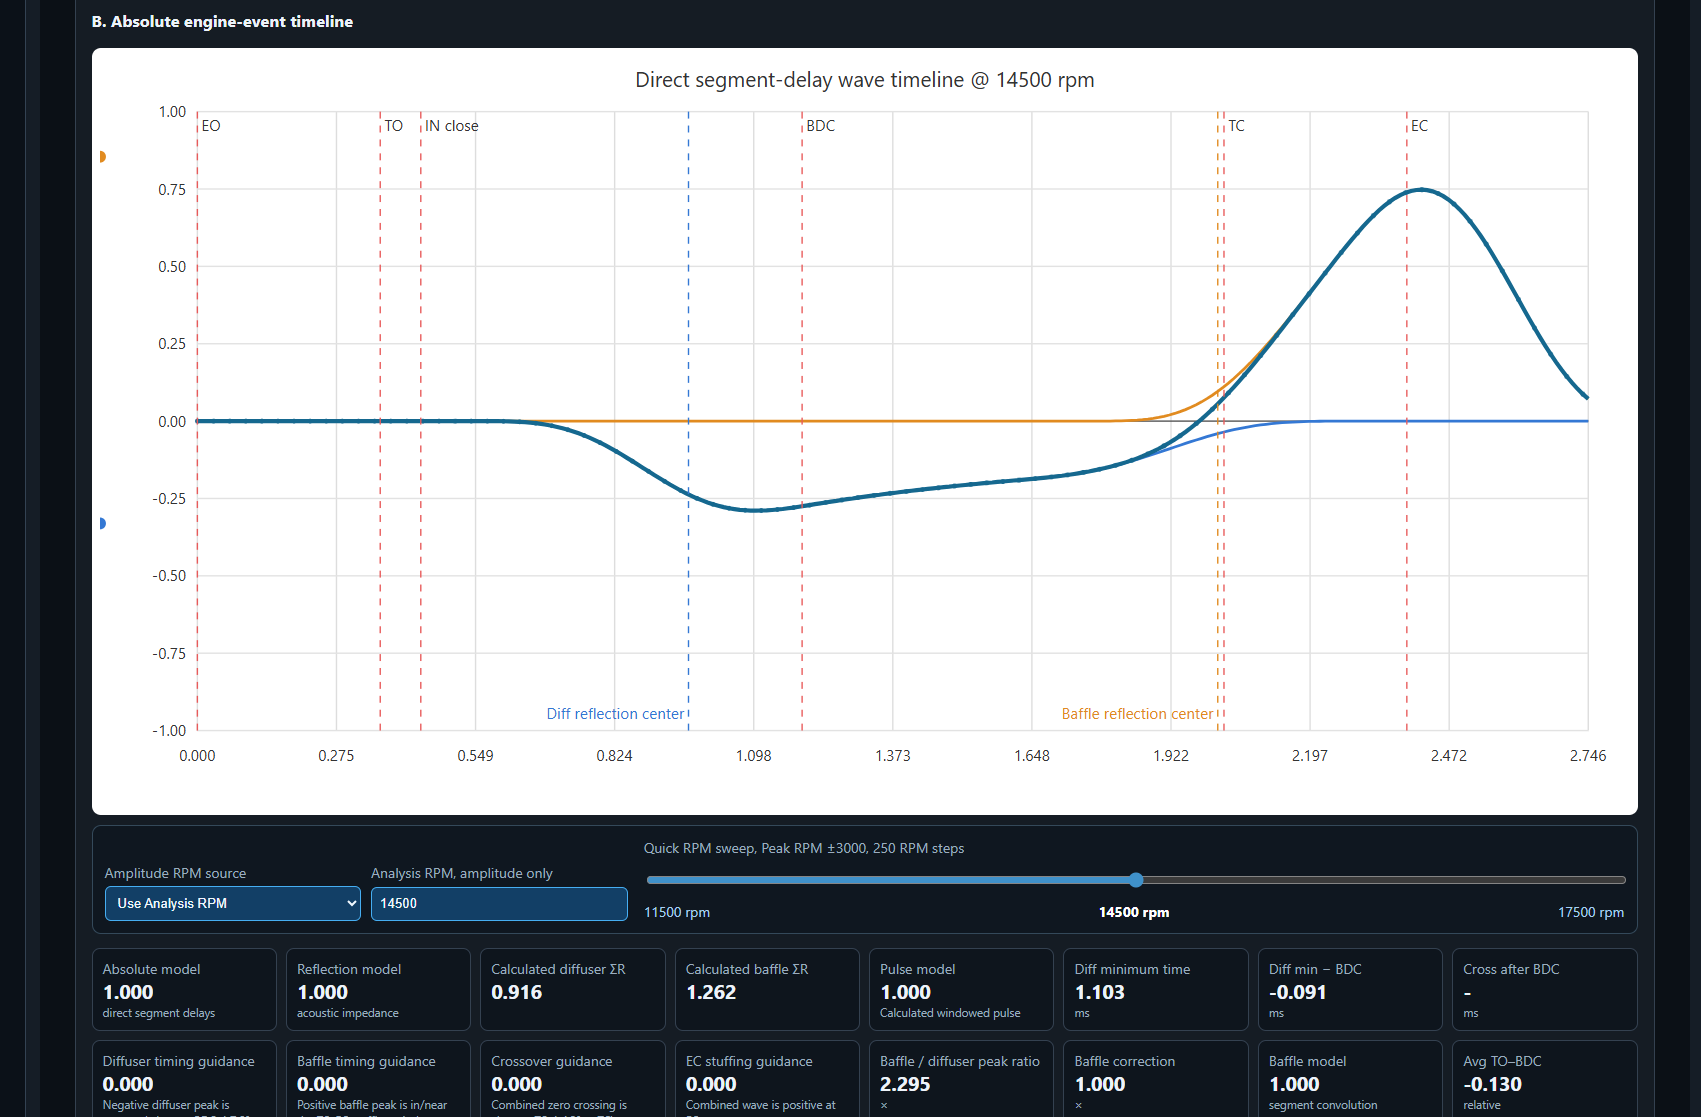 B. Absolute engine-event timeline
Direct segment-delay wave timeline @ 14500 rpm
1.00
0.75
0.50
0.25
0.00
-0.25
-0.50
-0.75
-1.00
EO
TO
IN close
BDC
TC
EC
Diff reflection center
Baffle reflection center
0.000
0.275
0.549
0.824
1.098
1.373
1.648
1.922
2.197
2.472
2.746
Quick RPM sweep, Peak RPM ±3000, 250 RPM steps
Amplitude RPM source
Analysis RPM, amplitude only
Use Analysis RPM
14500
11500 rpm
14500 rpm
17500 rpm
Absolute model
1.000
direct segment delays
Reflection model
1.000
acoustic impedance
Calculated diffuser ΣR
0.916
Calculated baffle ΣR
1.262
Pulse model
1.000
Calculated windowed pulse
Diff minimum time
1.103
ms
Diff min − BDC
-0.091
ms
Cross after BDC
-
ms
Diffuser timing guidance
0.000
Negative diffuser peak is
Baffle timing guidance
0.000
Positive baffle peak is in/near
Crossover guidance
0.000
Combined zero crossing is
EC stuffing guidance
0.000
Combined wave is positive at
Baffle / diffuser peak ratio
2.295
×
Baffle correction
1.000
×
Baffle model
1.000
segment convolution
Avg TO–BDC
-0.130
relative